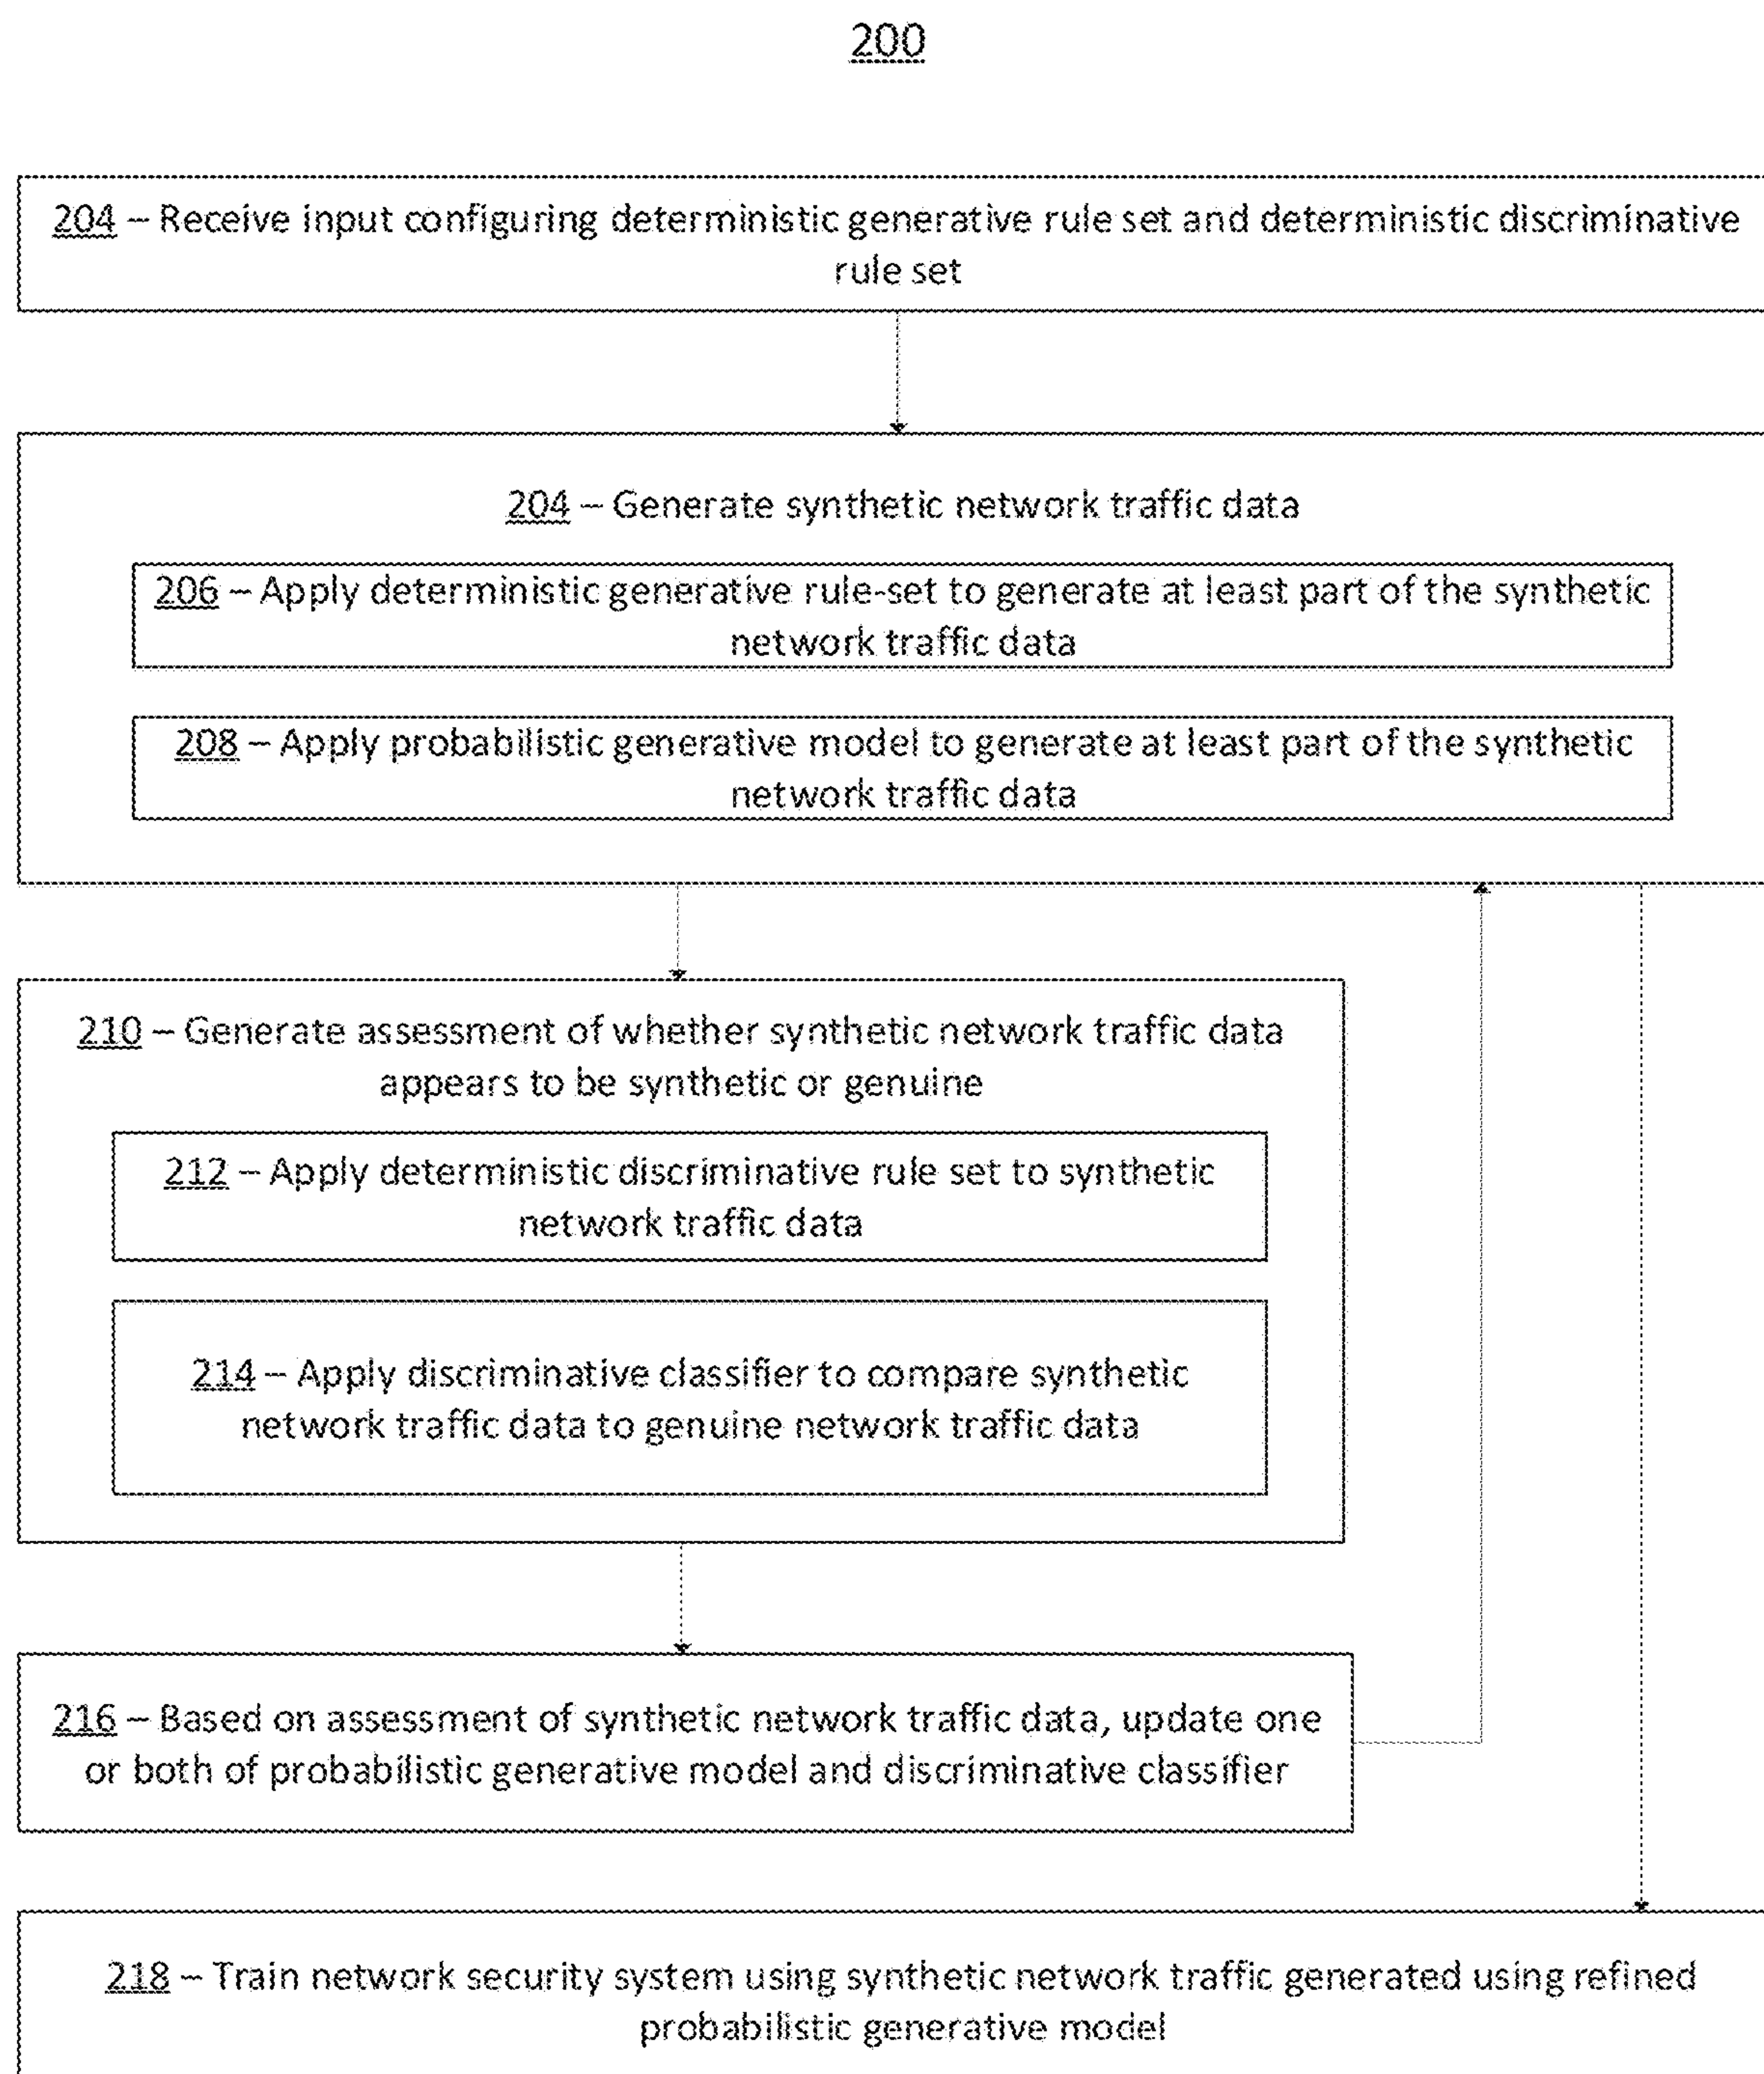 200
204 – Receive input configuring deterministic generative rule set and deterministic discriminative
rule set
204 – Generate synthetic network traffic data
206 – Apply deterministic generative rule-set to generate at least part of the synthetic
network traffic data
208 – Apply probabilistic generative model to generate at least part of the synthetic
network traffic data
210 – Generate assessment of whether synthetic network traffic data
appears to be synthetic or genuine
212 – Apply deterministic discriminative rule set to synthetic
network traffic data
214 – Apply discriminative classifier to compare synthetic
network traffic data to genuine network traffic data
216 – Based on assessment of synthetic network traffic data, update one
or both of probabilistic generative model and discriminative classifier
218 – Train network security system using synthetic network traffic generated using refined
probabilistic generative model